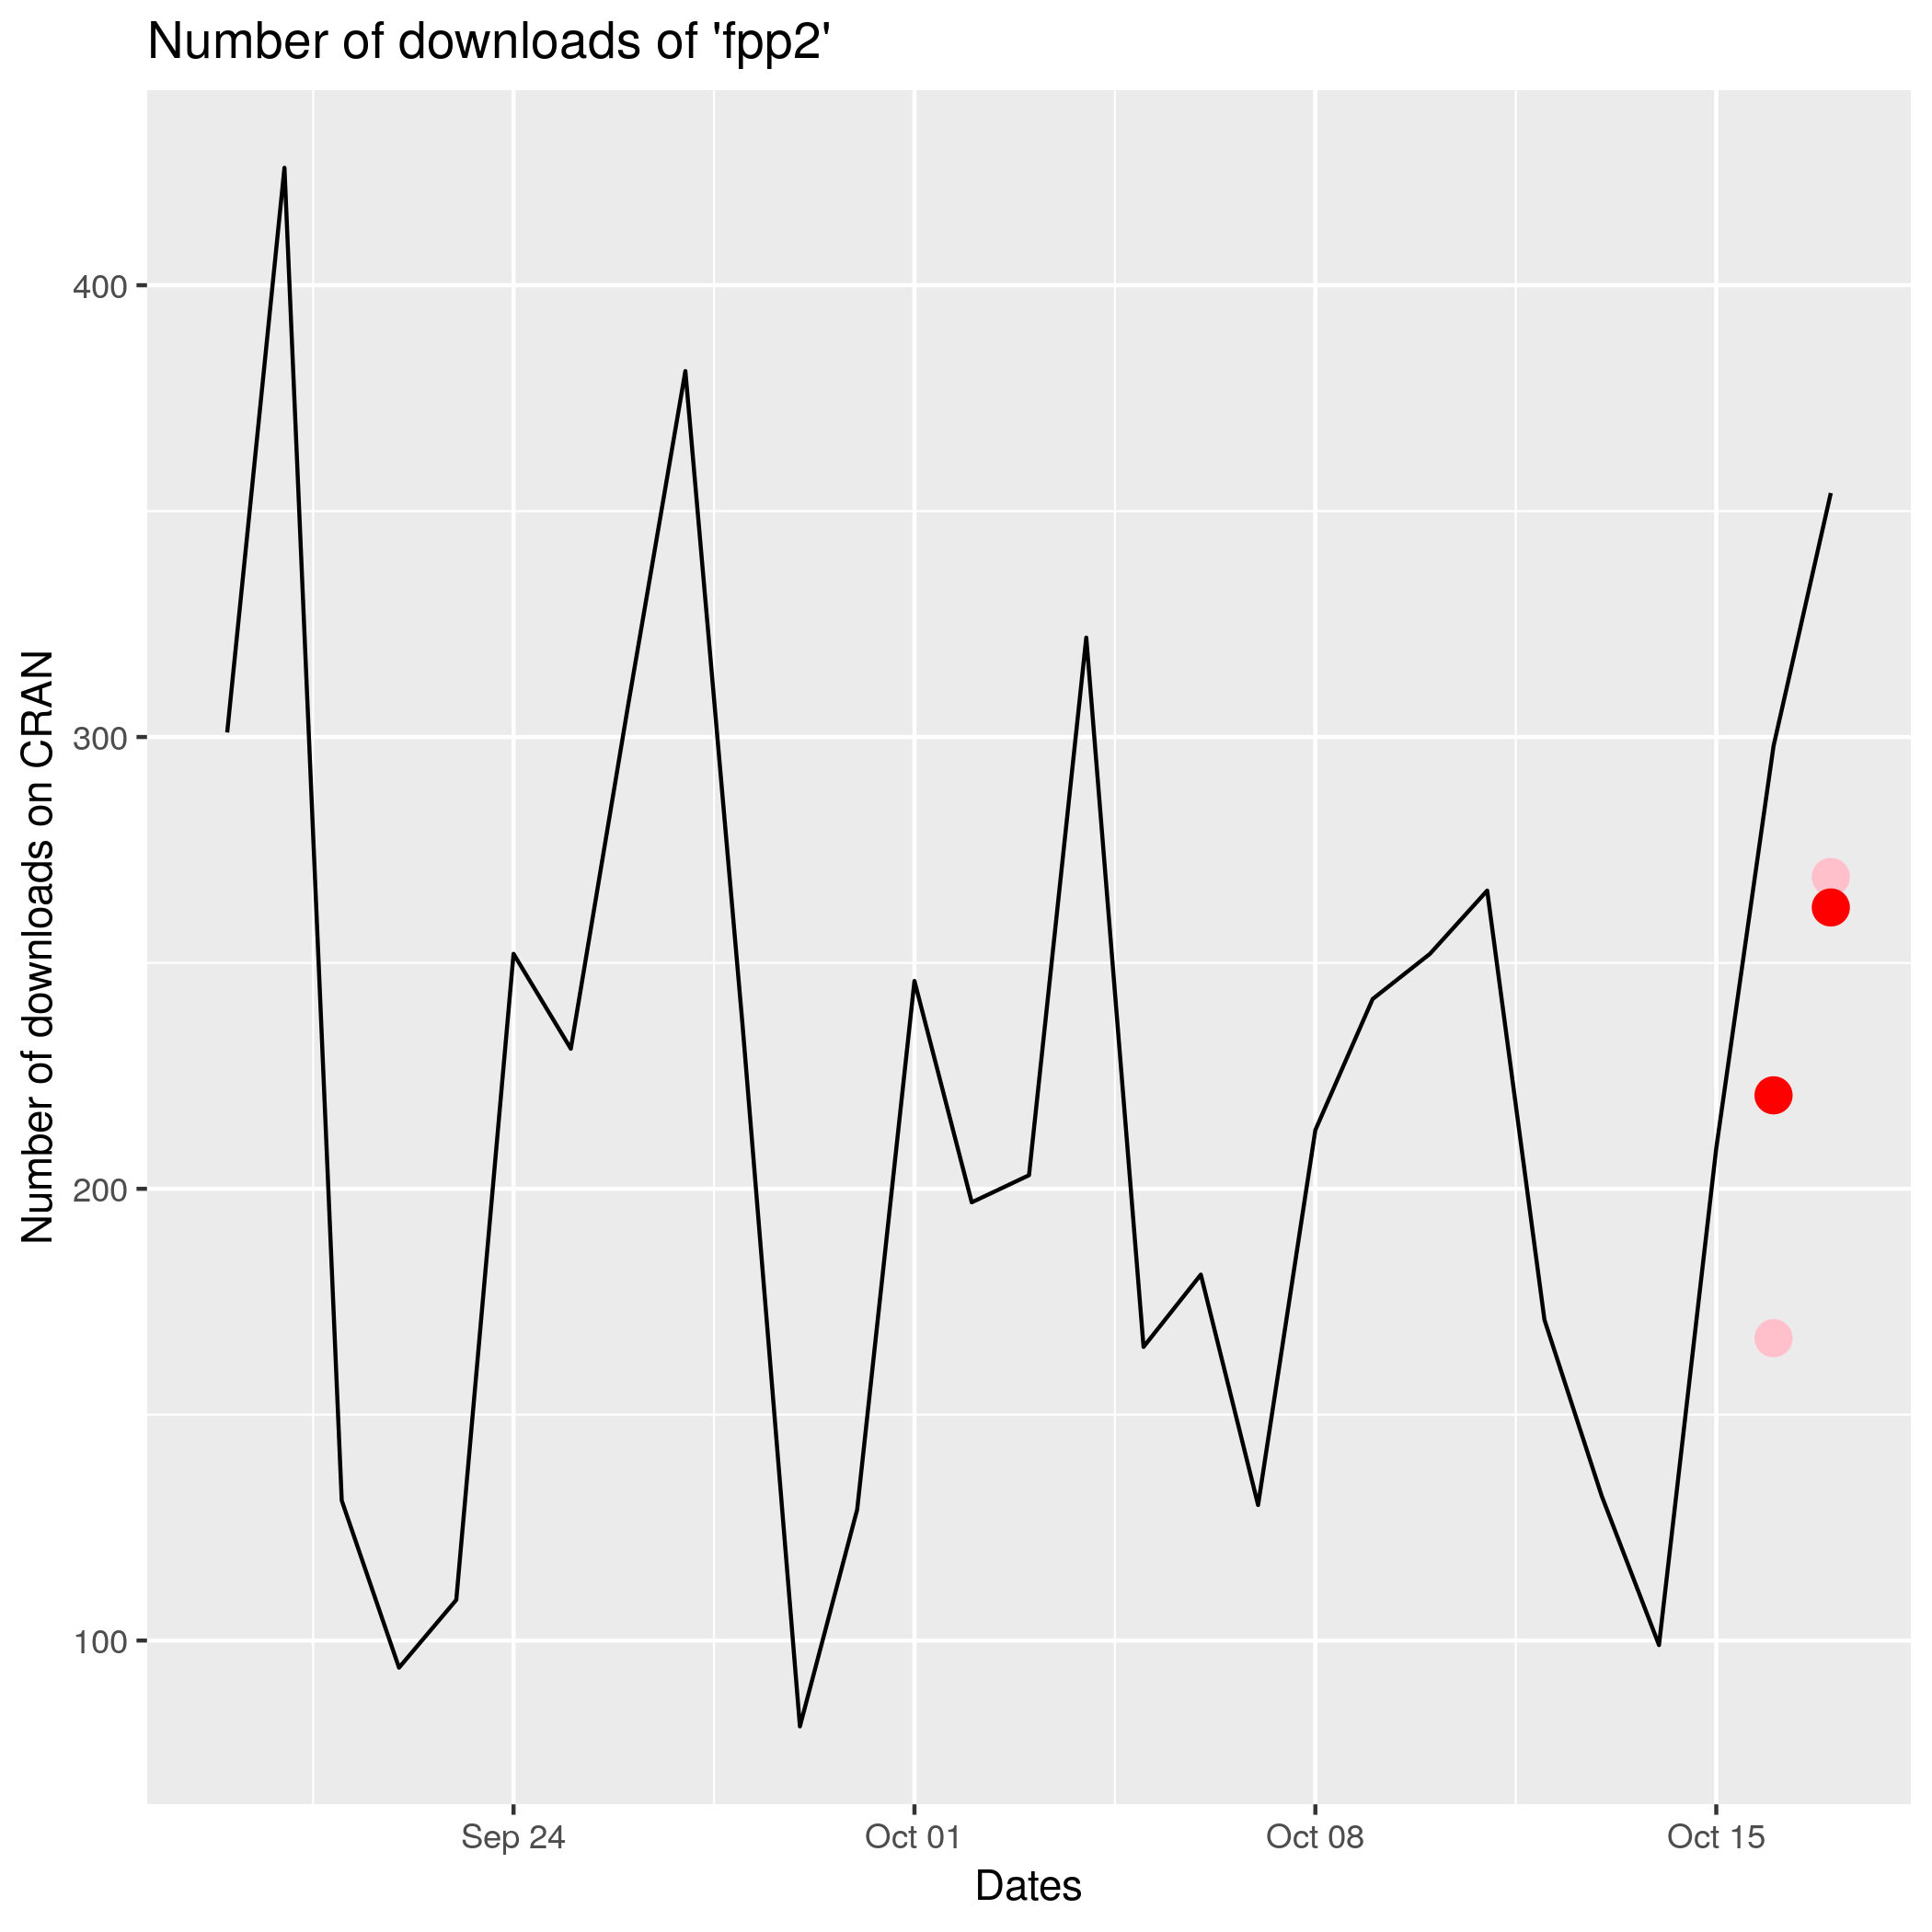 Number of downloads of 'fpp2'
Number of downloads on CRAN
400
300
200
100
Sep 24
Oct 01
Oct 08
Oct 15
Dates